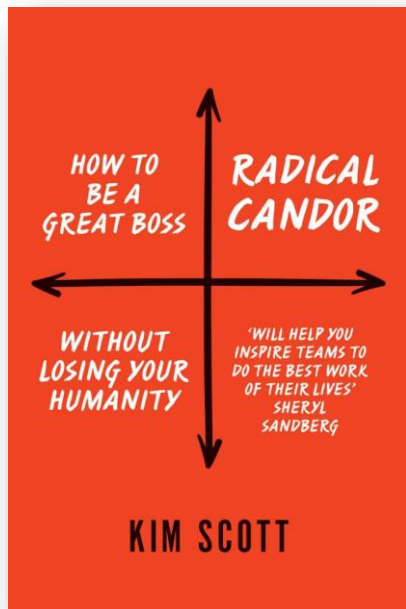 HOW TO
BE A
GREAT BOSS
RADICAL
CANDOR
WITHOUT
LOSING YOUR
HUMANITY
'WILL HELP YOU
INSPIRE TEAMS TO
DO THE BEST WORK
OF THEIR LIVES'
SHERYL
SANDBERG
KIM SCOTT